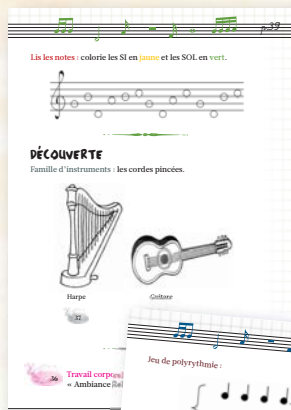 p.39
Lis les notes : colorie les SI en jaune et les SOL en vert.
DÉCOUVERTE
Famille d'instruments : les cordes pincées.
Harpe
Guitare
37
36
Travail corporel
« Ambiance
Jeu de polyrythmie :